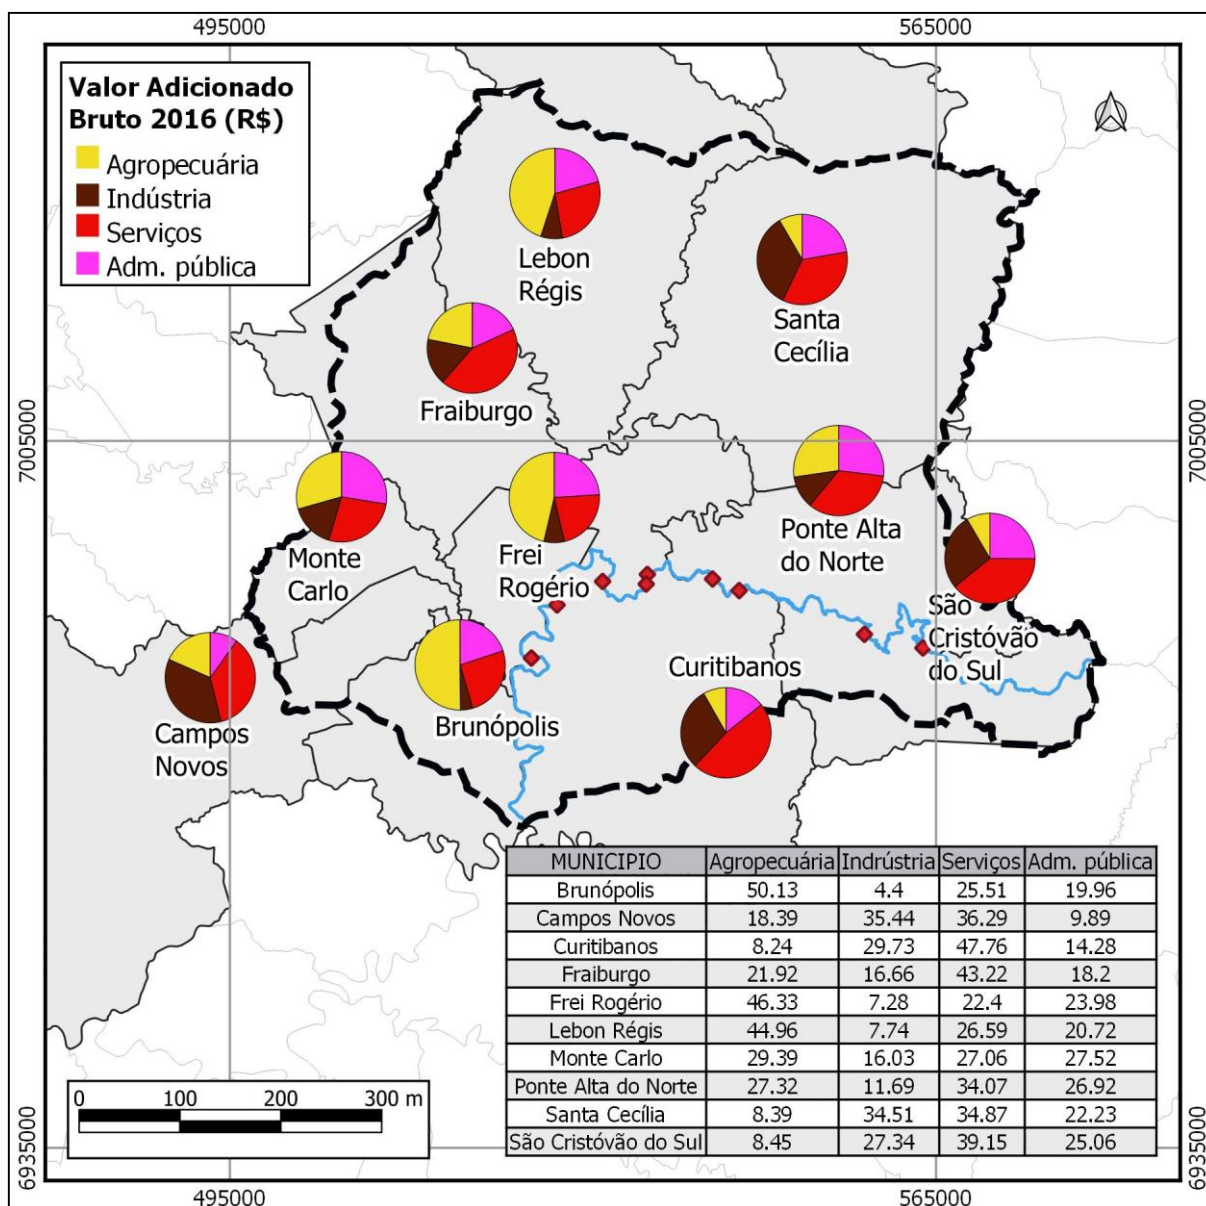 495000
565000
Valor Adicionado
Bruto 2016 (R$)
Agropecuária
Indústria
Serviços
Adm. pública
Lebon
Régis
Santa
Cecília
Fraiburgo
7005000
7005000
Monte
Carlo
Frei
Rogério
Ponte Alta
do Norte
São
Cristóvão
do Sul
Curitibanos
Brunópolis
Campos
Novos
MUNICIPIO Agropecuária Indrústria Serviços Adm. pública
Brunópolis 50.13 4.4 25.51 19.96
Campos Novos 18.39 35.44 36.29 9.89
Curitibanos 8.24 29.73 47.76 14.28
Fraiburgo 21.92 16.66 43.22 18.2
Frei Rogério 46.33 7.28 22.4 23.98
Lebon Régis 44.96 7.74 26.59 20.72
Monte Carlo 29.39 16.03 27.06 27.52
Ponte Alta do Norte 27.32 11.69 34.07 26.92
Santa Cecília 8.39 34.51 34.87 22.23
São Cristóvão do Sul 8.45 27.34 39.15 25.06
0 100 200 300 m
6935000
6935000
495000
565000